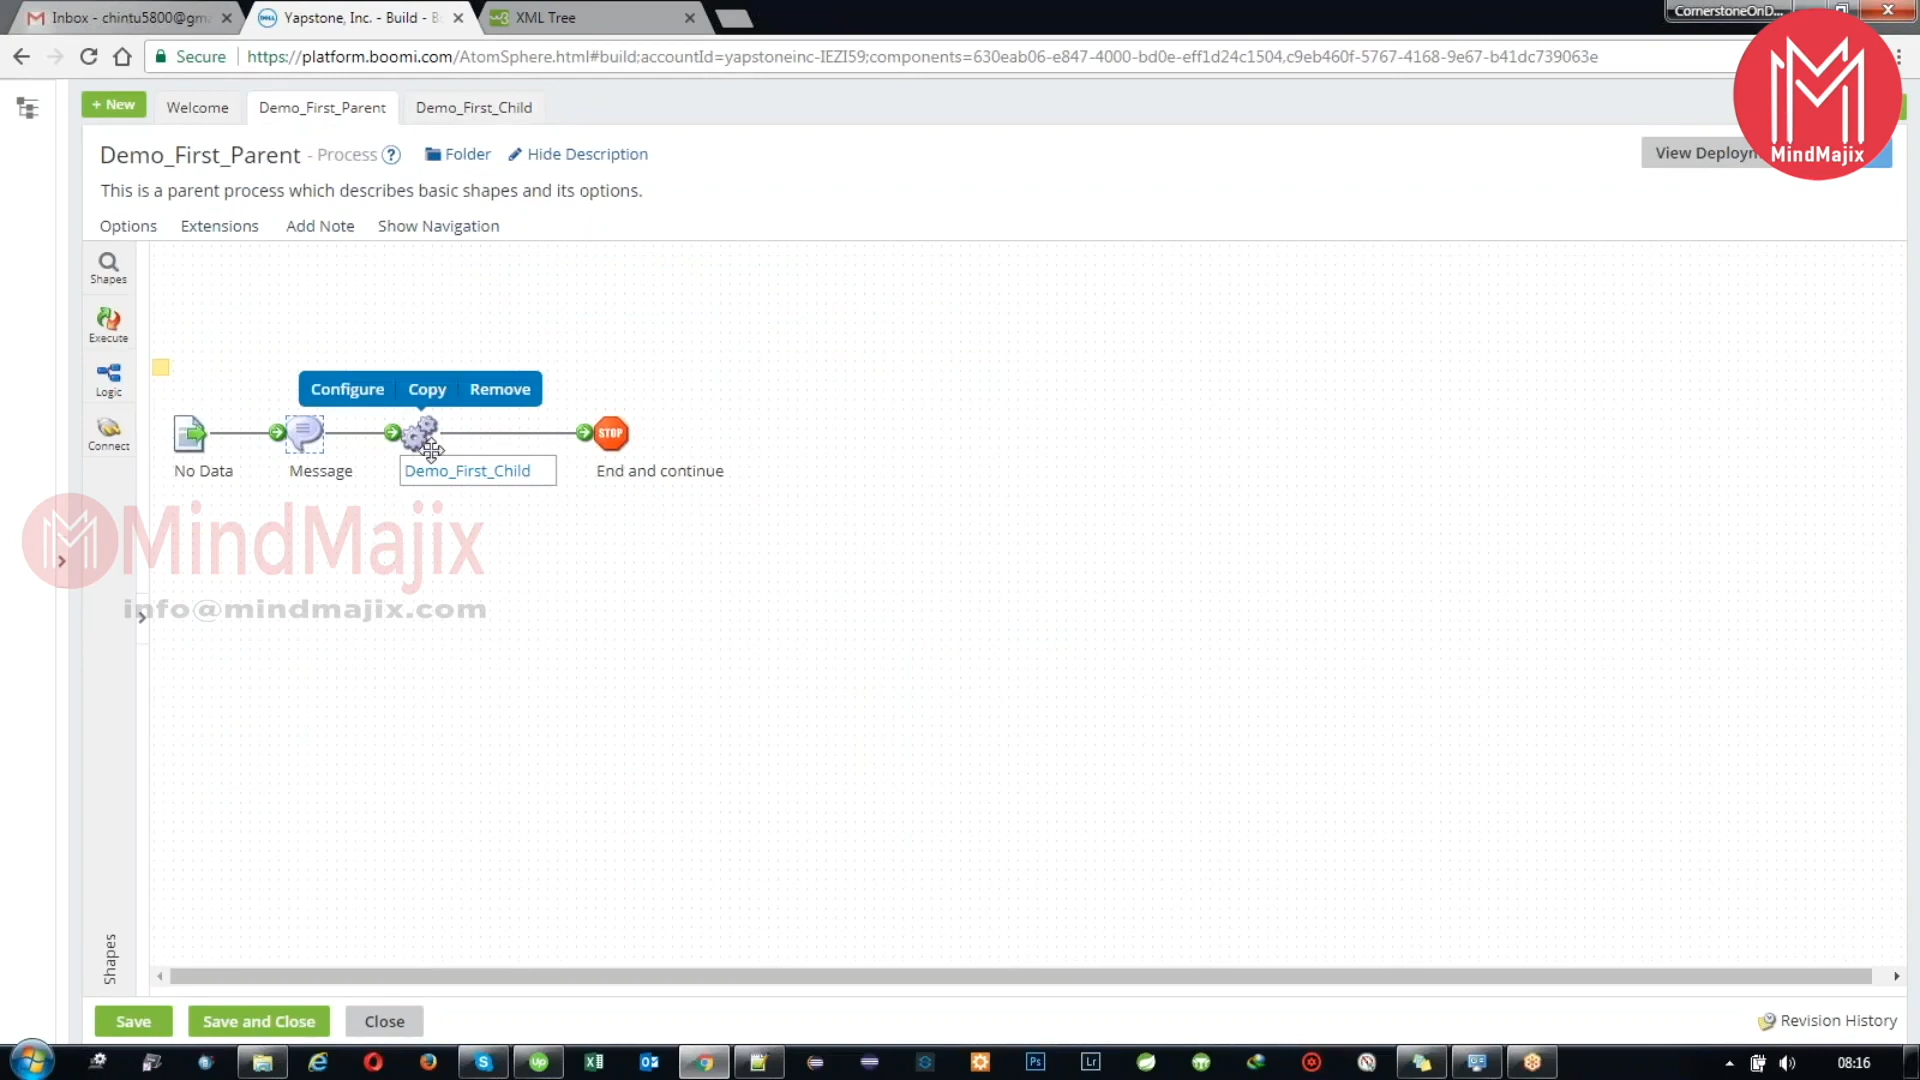 Inbox - chintu5800@gma
Yapstone, Inc. - Build - B
XML Tree
CornerstoneOnD...
Secure
https://platform.boomi.com/AtomSphere.html#build;accountId=yapstoneinc-IEZI59;components=630eab06-e847-4000-bd0e-eff1d24c1504,c9eb460f-5767-4168-9e67-b41dc739063e
+ New
Welcome
Demo_First_Parent
Demo_First_Child
MindMajix
Demo_First_Parent - Process ?
Folder
Hide Description
View Deploym
This is a parent process which describes basic shapes and its options.
Options
Extensions
Add Note
Show Navigation
Shapes
Execute
Logic
Connect
Configure
Copy
Remove
STOP
No Data
Message
Demo_First_Child
End and continue
MindMajix
info@mindmajix.com
Shapes
Save
Save and Close
Close
Revision History
Up
Ps
Lr
08:16